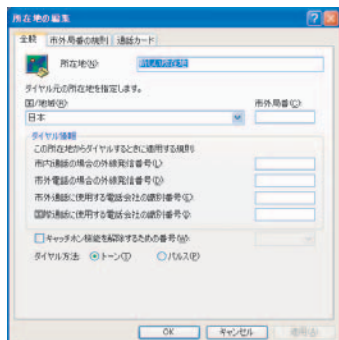 所在地の編集
全般 市外局番の規則 通話カード
所在地(N): 新しい所在地
ダイヤル元の所在地を指定します。
国/地域(R): 市外局番(C):
日本
ダイヤル情報
この所在地からダイヤルするときに適用する規則
市内通話の場合の外線発信番号(L):
市外電話の場合の外線発信番号(D):
市外通話に使用する電話会社の識別番号(E):
国際通話に使用する電話会社の識別番号(I):
キャッチホン機能を解除するための番号(W):
ダイヤル方法: トーン(T) パルス(P)
OK キャンセル 適用(A)